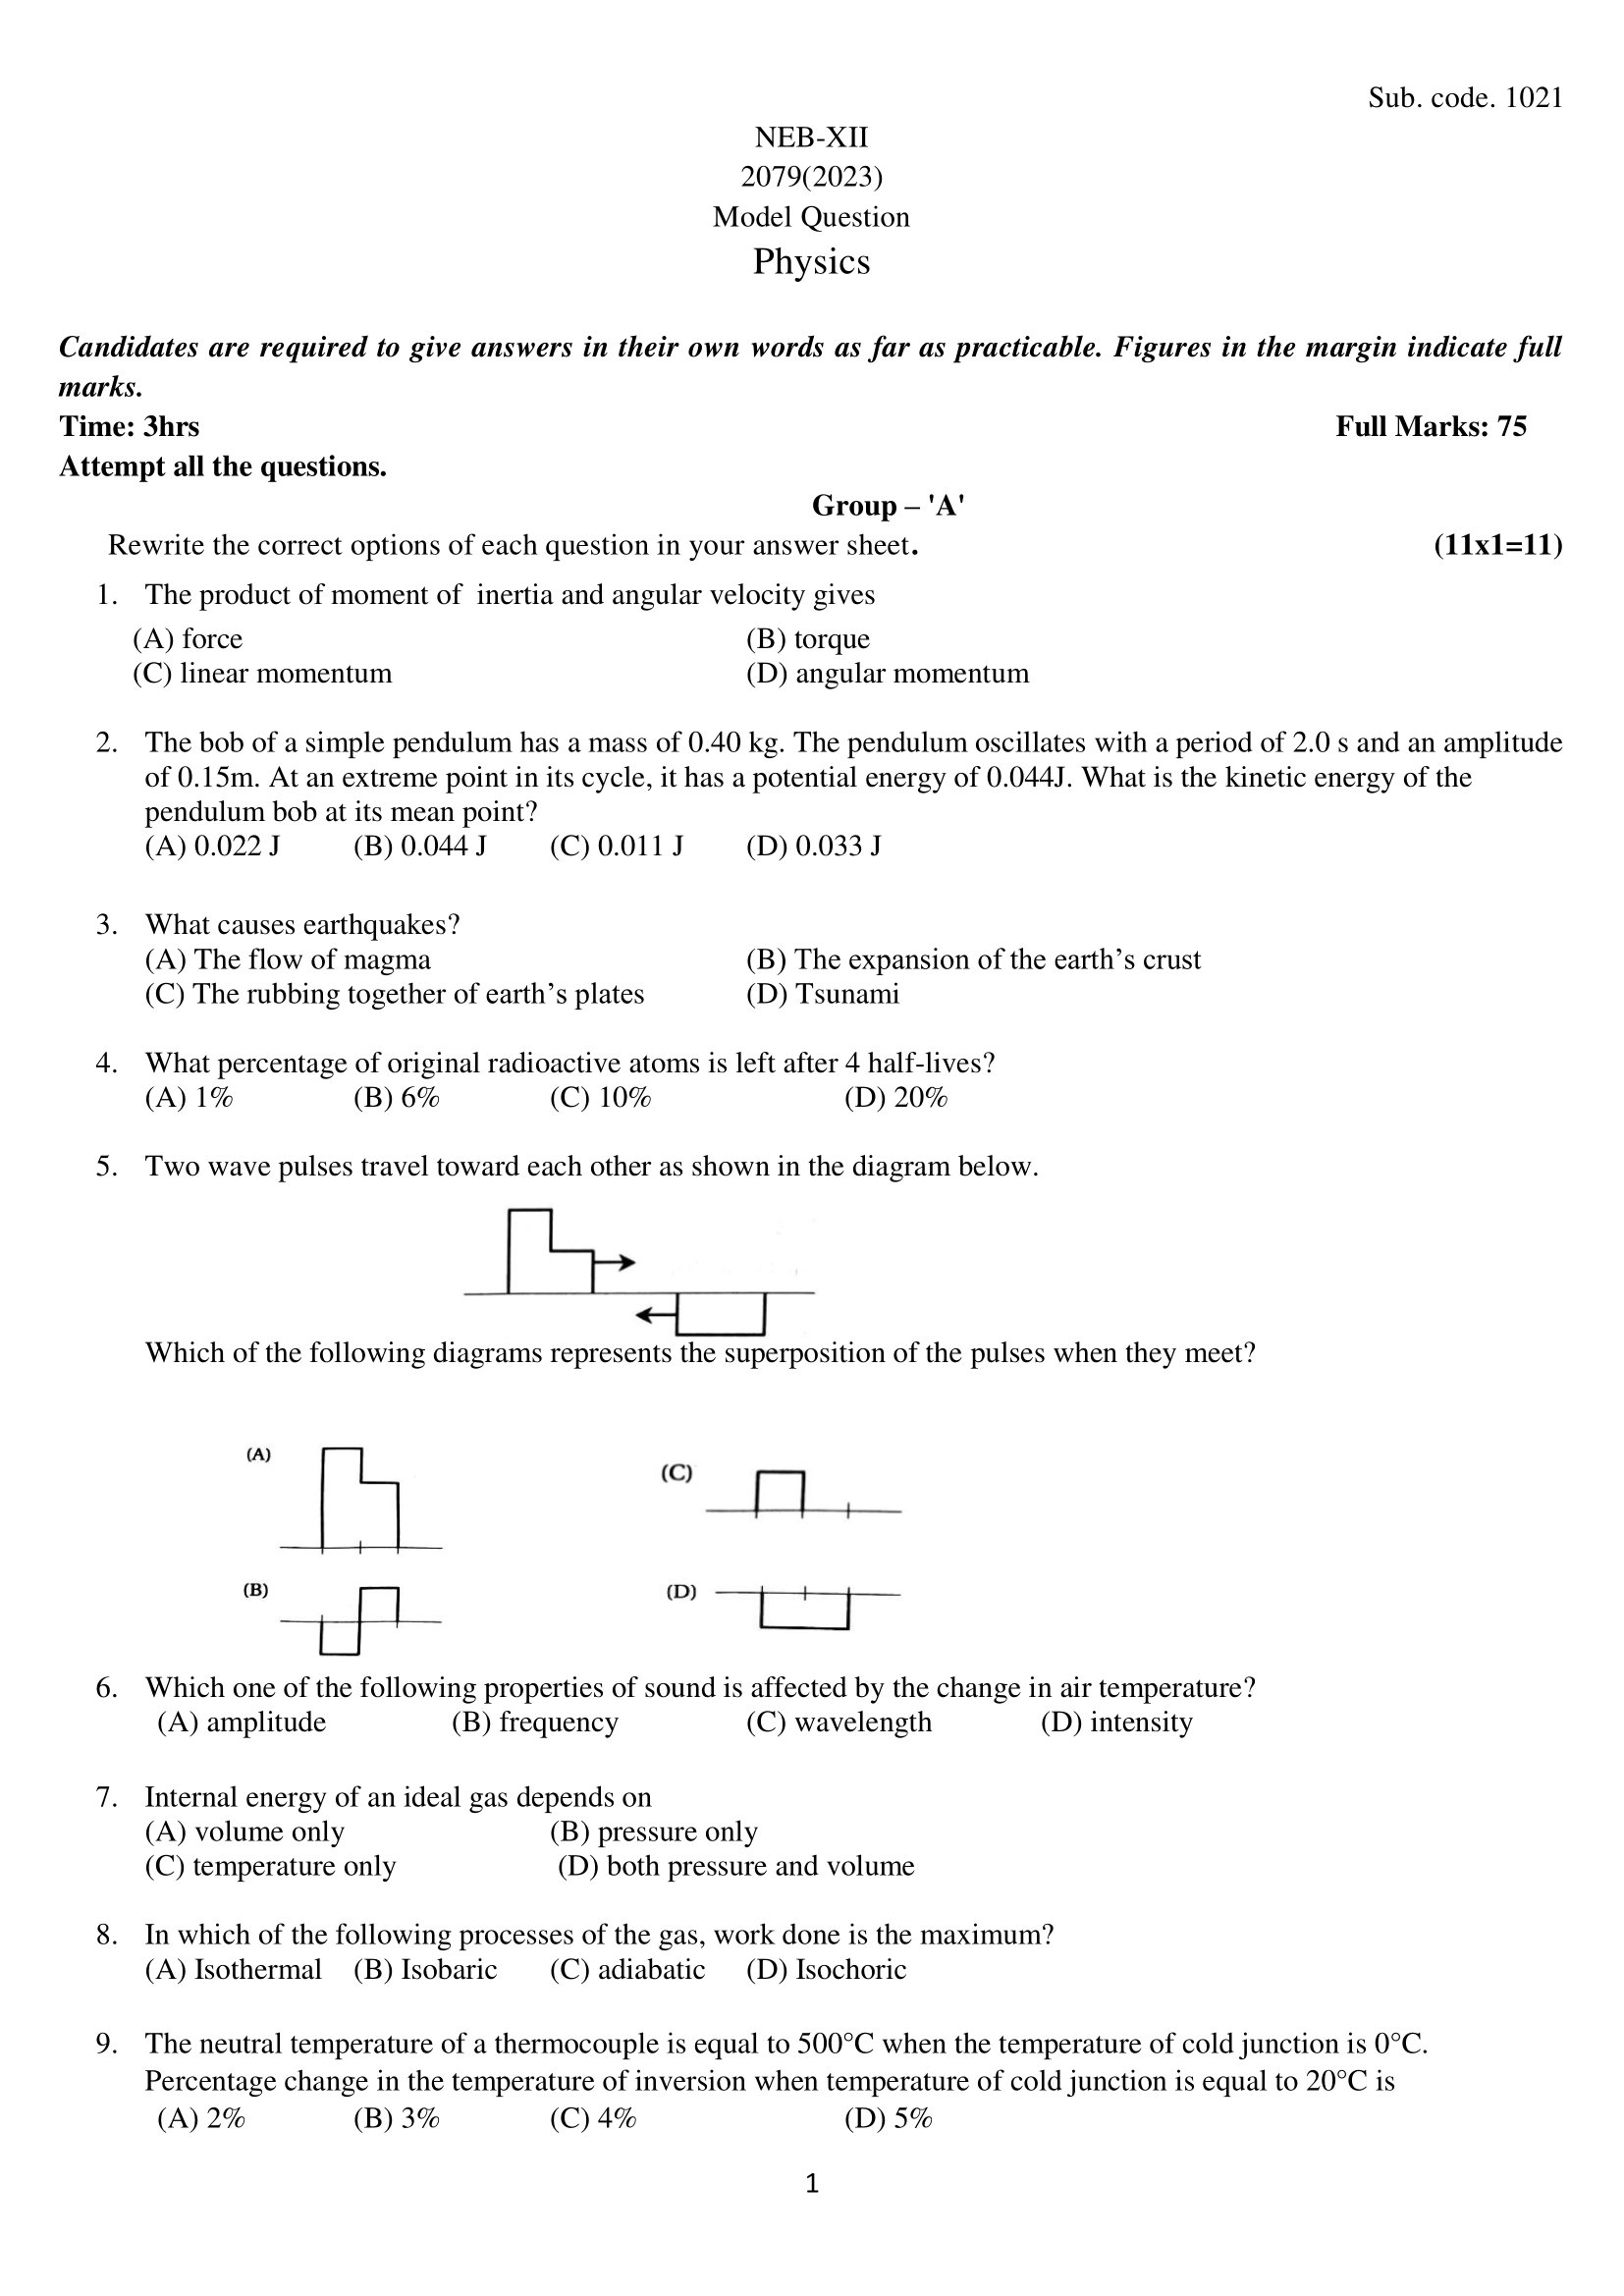 Sub. code. 1021
NEB-XII
2079(2023)
Model Question
Physics
Candidates are required to give answers in their own words as far as practicable. Figures in the margin indicate full
marks.
Time: 3hrs Full Marks: 75
Attempt all the questions.
Group – 'A'
Rewrite the correct options of each question in your answer sheet. (11x1=11)
1. The product of moment of inertia and angular velocity gives
(A) force (B) torque
(C) linear momentum (D) angular momentum
2. The bob of a simple pendulum has a mass of 0.40 kg. The pendulum oscillates with a period of 2.0 s and an amplitude
of 0.15m. At an extreme point in its cycle, it has a potential energy of 0.044J. What is the kinetic energy of the
pendulum bob at its mean point?
(A) 0.022 J (B) 0.044 J (C) 0.011 J (D) 0.033 J
3. What causes earthquakes?
(A) The flow of magma (B) The expansion of the earth’s crust
(C) The rubbing together of earth’s plates (D) Tsunami
4. What percentage of original radioactive atoms is left after 4 half-lives?
(A) 1% (B) 6% (C) 10% (D) 20%
5. Two wave pulses travel toward each other as shown in the diagram below.
Which of the following diagrams represents the superposition of the pulses when they meet?
(A) (C)
(B) (D)
6. Which one of the following properties of sound is affected by the change in air temperature?
(A) amplitude (B) frequency (C) wavelength (D) intensity
7. Internal energy of an ideal gas depends on
(A) volume only (B) pressure only
(C) temperature only (D) both pressure and volume
8. In which of the following processes of the gas, work done is the maximum?
(A) Isothermal (B) Isobaric (C) adiabatic (D) Isochoric
9. The neutral temperature of a thermocouple is equal to 500°C when the temperature of cold junction is 0°C.
Percentage change in the temperature of inversion when temperature of cold junction is equal to 20°C is
(A) 2% (B) 3% (C) 4% (D) 5%
1